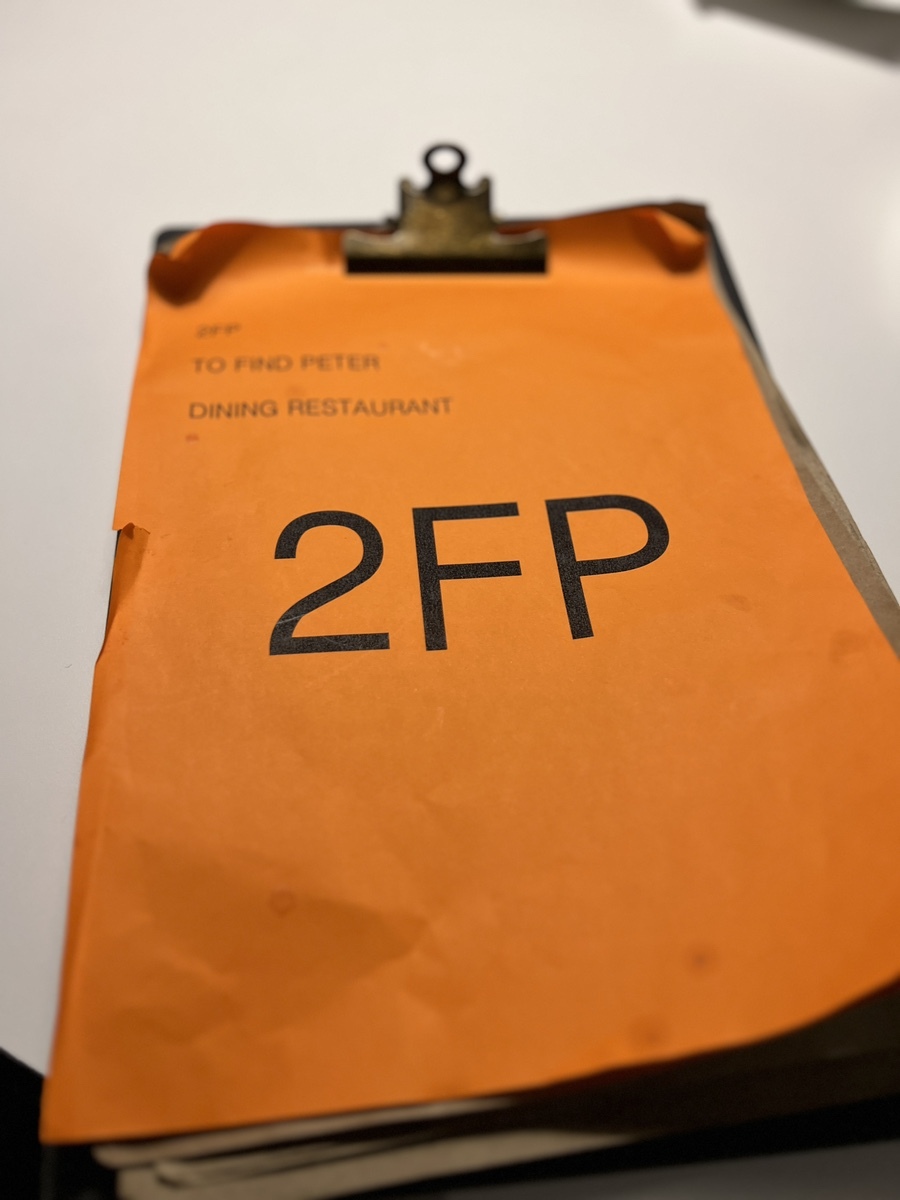 2FP
TO FIND PETER
DINING RESTAURANT
2FP